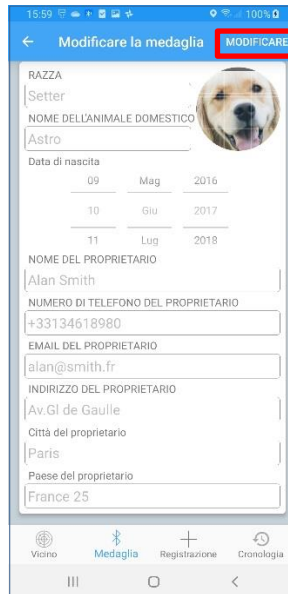 15:59
100%
Modificare la medaglia MODIFICARE
RAZZA
Setter
NOME DELL'ANIMALE DOMESTICO
Astro
Data di nascita
09 Mag 2016
10 Giu 2017
11 Lug 2018
NOME DEL PROPRIETARIO
Alan Smith
NUMERO DI TELEFONO DEL PROPRIETARIO
+33134618980
EMAIL DEL PROPRIETARIO
alan@smith.fr
INDIRIZZO DEL PROPRIETARIO
Av.Gl de Gaulle
Città del proprietario
Paris
Paese del proprietario
France 25
Vicino Medaglia Registrazione Cronologia